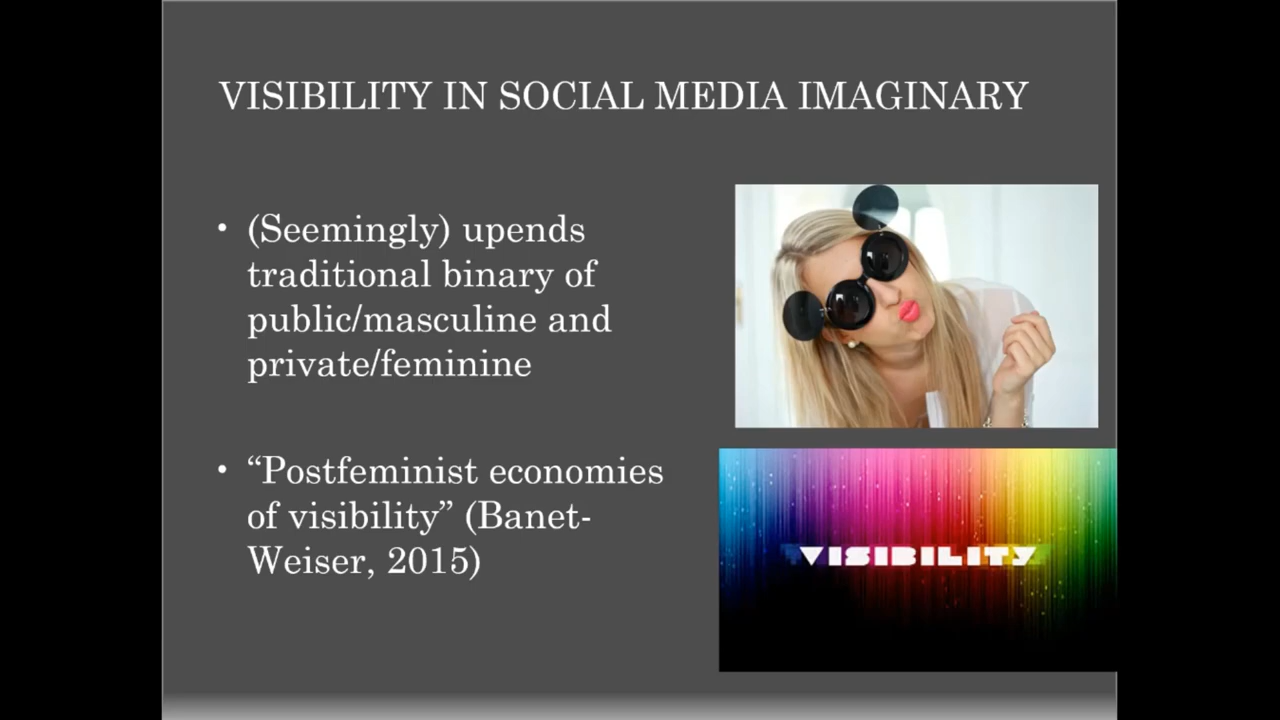 VISIBILITY IN SOCIAL MEDIA IMAGINARY
• (Seemingly) upends
traditional binary of
public/masculine and
private/feminine
• “Postfeminist economies
of visibility” (Banet-
Weiser, 2015)
VISIBILITY